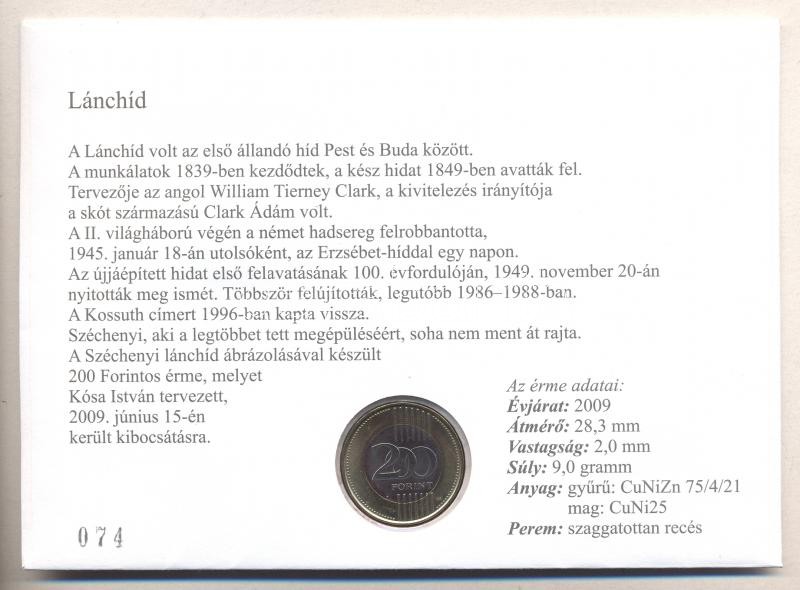 Lánchíd
A Lánchíd volt az első állandó híd Pest és Buda között.
A munkálatok 1839-ben kezdődtek, a kész hidat 1849-ben avatták fel.
Tervezője az angol William Tierney Clark, a kivitelezés irányítója
a skót származású Clark Ádám volt.
A II. világháború végén a német hadsereg felrobbantotta,
1945. január 18-án utolsóként, az Erzsébet-híddal egy napon.
Az újjáépített hidat első felavatásának 100. évfordulóján, 1949. november 20-án
nyitották meg ismét. Többször felújították, legutóbb 1986–1988-ban.
A Kossuth címert 1996-ban kapta vissza.
Széchenyi, aki a legtöbbet tett megépüléséért, soha nem ment át rajta.
A Széchenyi lánchíd ábrázolásával készült
200 Forintos érme, melyet
Kósa István tervezett,
2009. június 15-én
került kibocsátásra.
Az érme adatai:
Évjárat: 2009
Átmérő: 28,3 mm
Vastagság: 2,0 mm
Súly: 9,0 gramm
Anyag: gyűrű: CuNiZn 75/4/21
mag: CuNi25
Perem: szaggatottan recés
200
FORINT
074